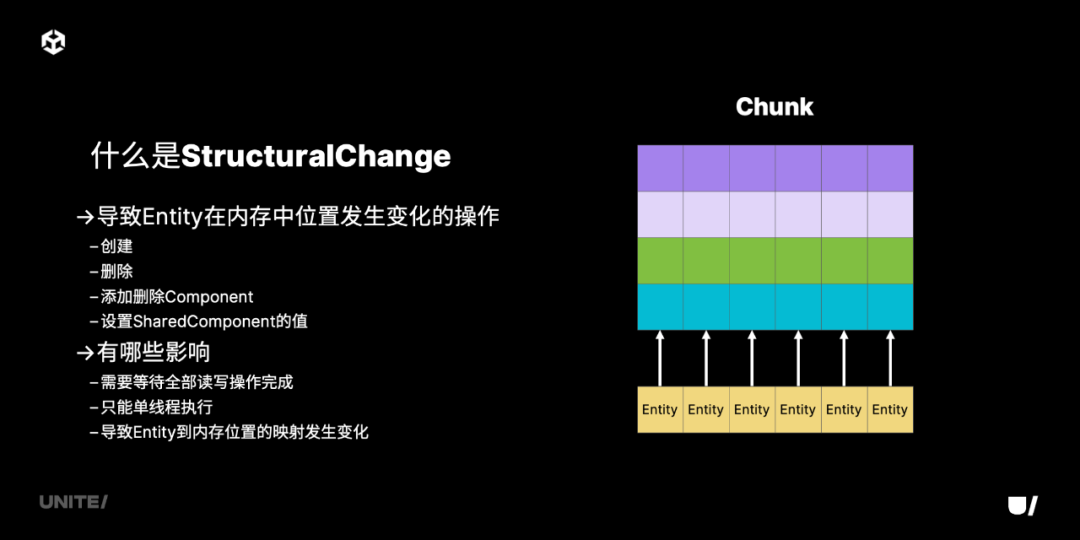 什么是StructuralChange
→导致Entity在内存中位置发生变化的操作
–创建
–删除
–添加删除Component
–设置SharedComponent的值
→有哪些影响
–需要等待全部读写操作完成
–只能单线程执行
–导致Entity到内存位置的映射发生变化
Chunk
Entity Entity Entity Entity Entity Entity
UNITE/
U/